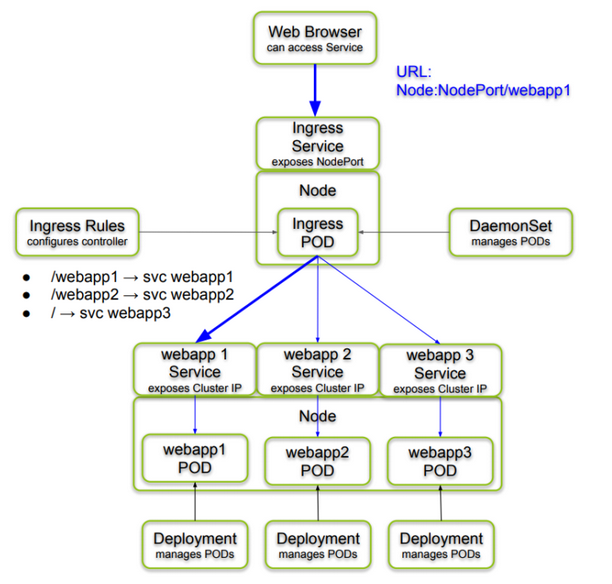 Web Browser
can access Service
URL:
Node:NodePort/webapp1
Ingress
Service
exposes NodePort
Node
Ingress Rules
configures controller
Ingress
POD
DaemonSet
manages PODs
● /webapp1 → svc webapp1
● /webapp2 → svc webapp2
● / → svc webapp3
webapp 1
Service
exposes Cluster IP
webapp 2
Service
exposes Cluster IP
webapp 3
Service
exposes Cluster IP
Node
webapp1
POD
webapp2
POD
webapp3
POD
Deployment
manages PODs
Deployment
manages PODs
Deployment
manages PODs